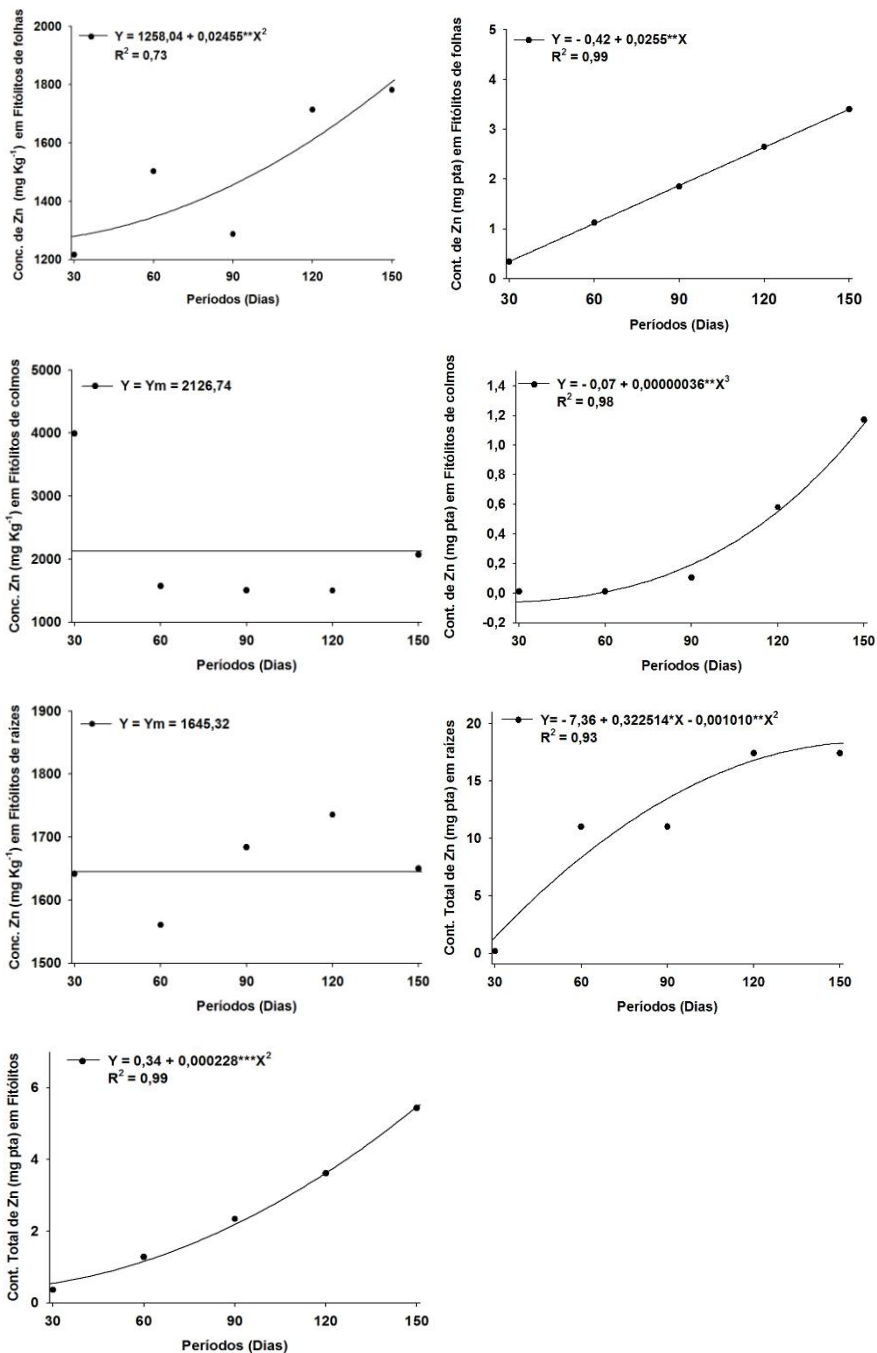 Conc. de Zn (mg Kg⁻¹) em Fitólitos de folhas
2000
1800
1600
1400
1200
Y = 1258,04 + 0,02455**X²
R² = 0,73
30 60 90 120 150
Períodos (Dias)
Cont. de Zn (mg pta) em Fitólitos de folhas
5
4
3
2
1
0
Y = - 0,42 + 0,0255**X
R² = 0,99
30 60 90 120 150
Períodos (Dias)
Conc. Zn (mg Kg⁻¹) em Fitólitos de colmos
5000
4000
3000
2000
1000
Y = Ym = 2126,74
30 60 90 120 150
Períodos (Dias)
Cont. de Zn (mg pta) em Fitólitos de colmos
1,4
1,2
1,0
0,8
0,6
0,4
0,2
0,0
-0,2
Y = - 0,07 + 0,00000036**X³
R² = 0,98
30 60 90 120 150
Períodos (Dias)
Conc. Zn (mg Kg⁻¹) em Fitólitos de raízes
1900
1800
1700
1600
1500
Y = Ym = 1645,32
30 60 90 120 150
Períodos (Dias)
Cont. Total de Zn (mg pta) em raízes
20
15
10
5
0
Y= - 7,36 + 0,322514*X - 0,001010**X²
R² = 0,93
30 60 90 120 150
Períodos (Dias)
Cont. Total de Zn (mg pta) em Fitólitos
6
4
2
0
Y = 0,34 + 0,000228***X²
R² = 0,99
30 60 90 120 150
Períodos (Dias)